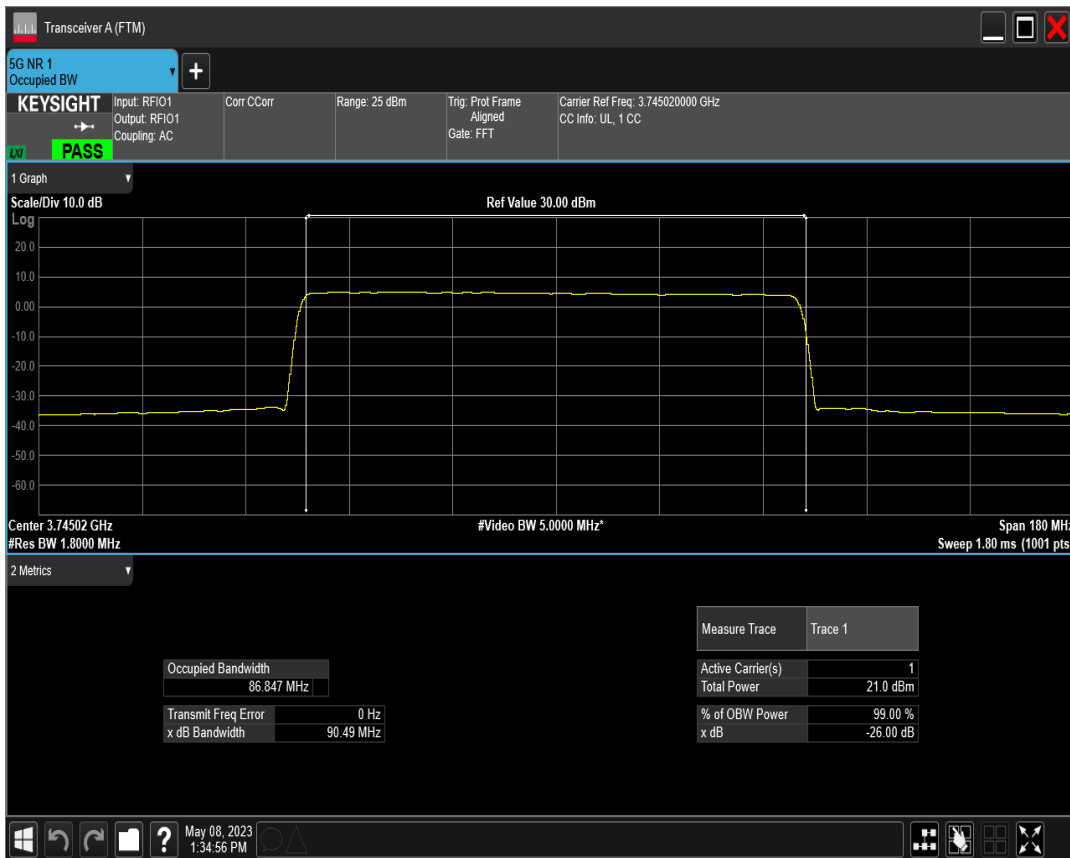 Transceiver A (FTM)
5G NR 1
Occupied BW
KEYSIGHT
LXI
PASS
Input: RFIO1
Output: RFIO1
Coupling: AC
Corr CCorr
Range: 25 dBm
Trig: Prot Frame
Aligned
Gate: FFT
Carrier Ref Freq: 3.745020000 GHz
CC Info: UL, 1 CC
1 Graph
Scale/Div 10.0 dB
Ref Value 30.00 dBm
Log
20.0
10.0
0.00
-10.0
-20.0
-30.0
-40.0
-50.0
-60.0
Center 3.74502 GHz
#Video BW 5.0000 MHz*
Span 180 MHz
#Res BW 1.8000 MHz
Sweep 1.80 ms (1001 pts
2 Metrics
Measure Trace Trace 1
Occupied Bandwidth
86.847 MHz
Active Carrier(s) 1
Total Power 21.0 dBm
Transmit Freq Error 0 Hz
x dB Bandwidth 90.49 MHz
% of OBW Power 99.00 %
x dB -26.00 dB
?
May 08, 2023
1:34:56 PM